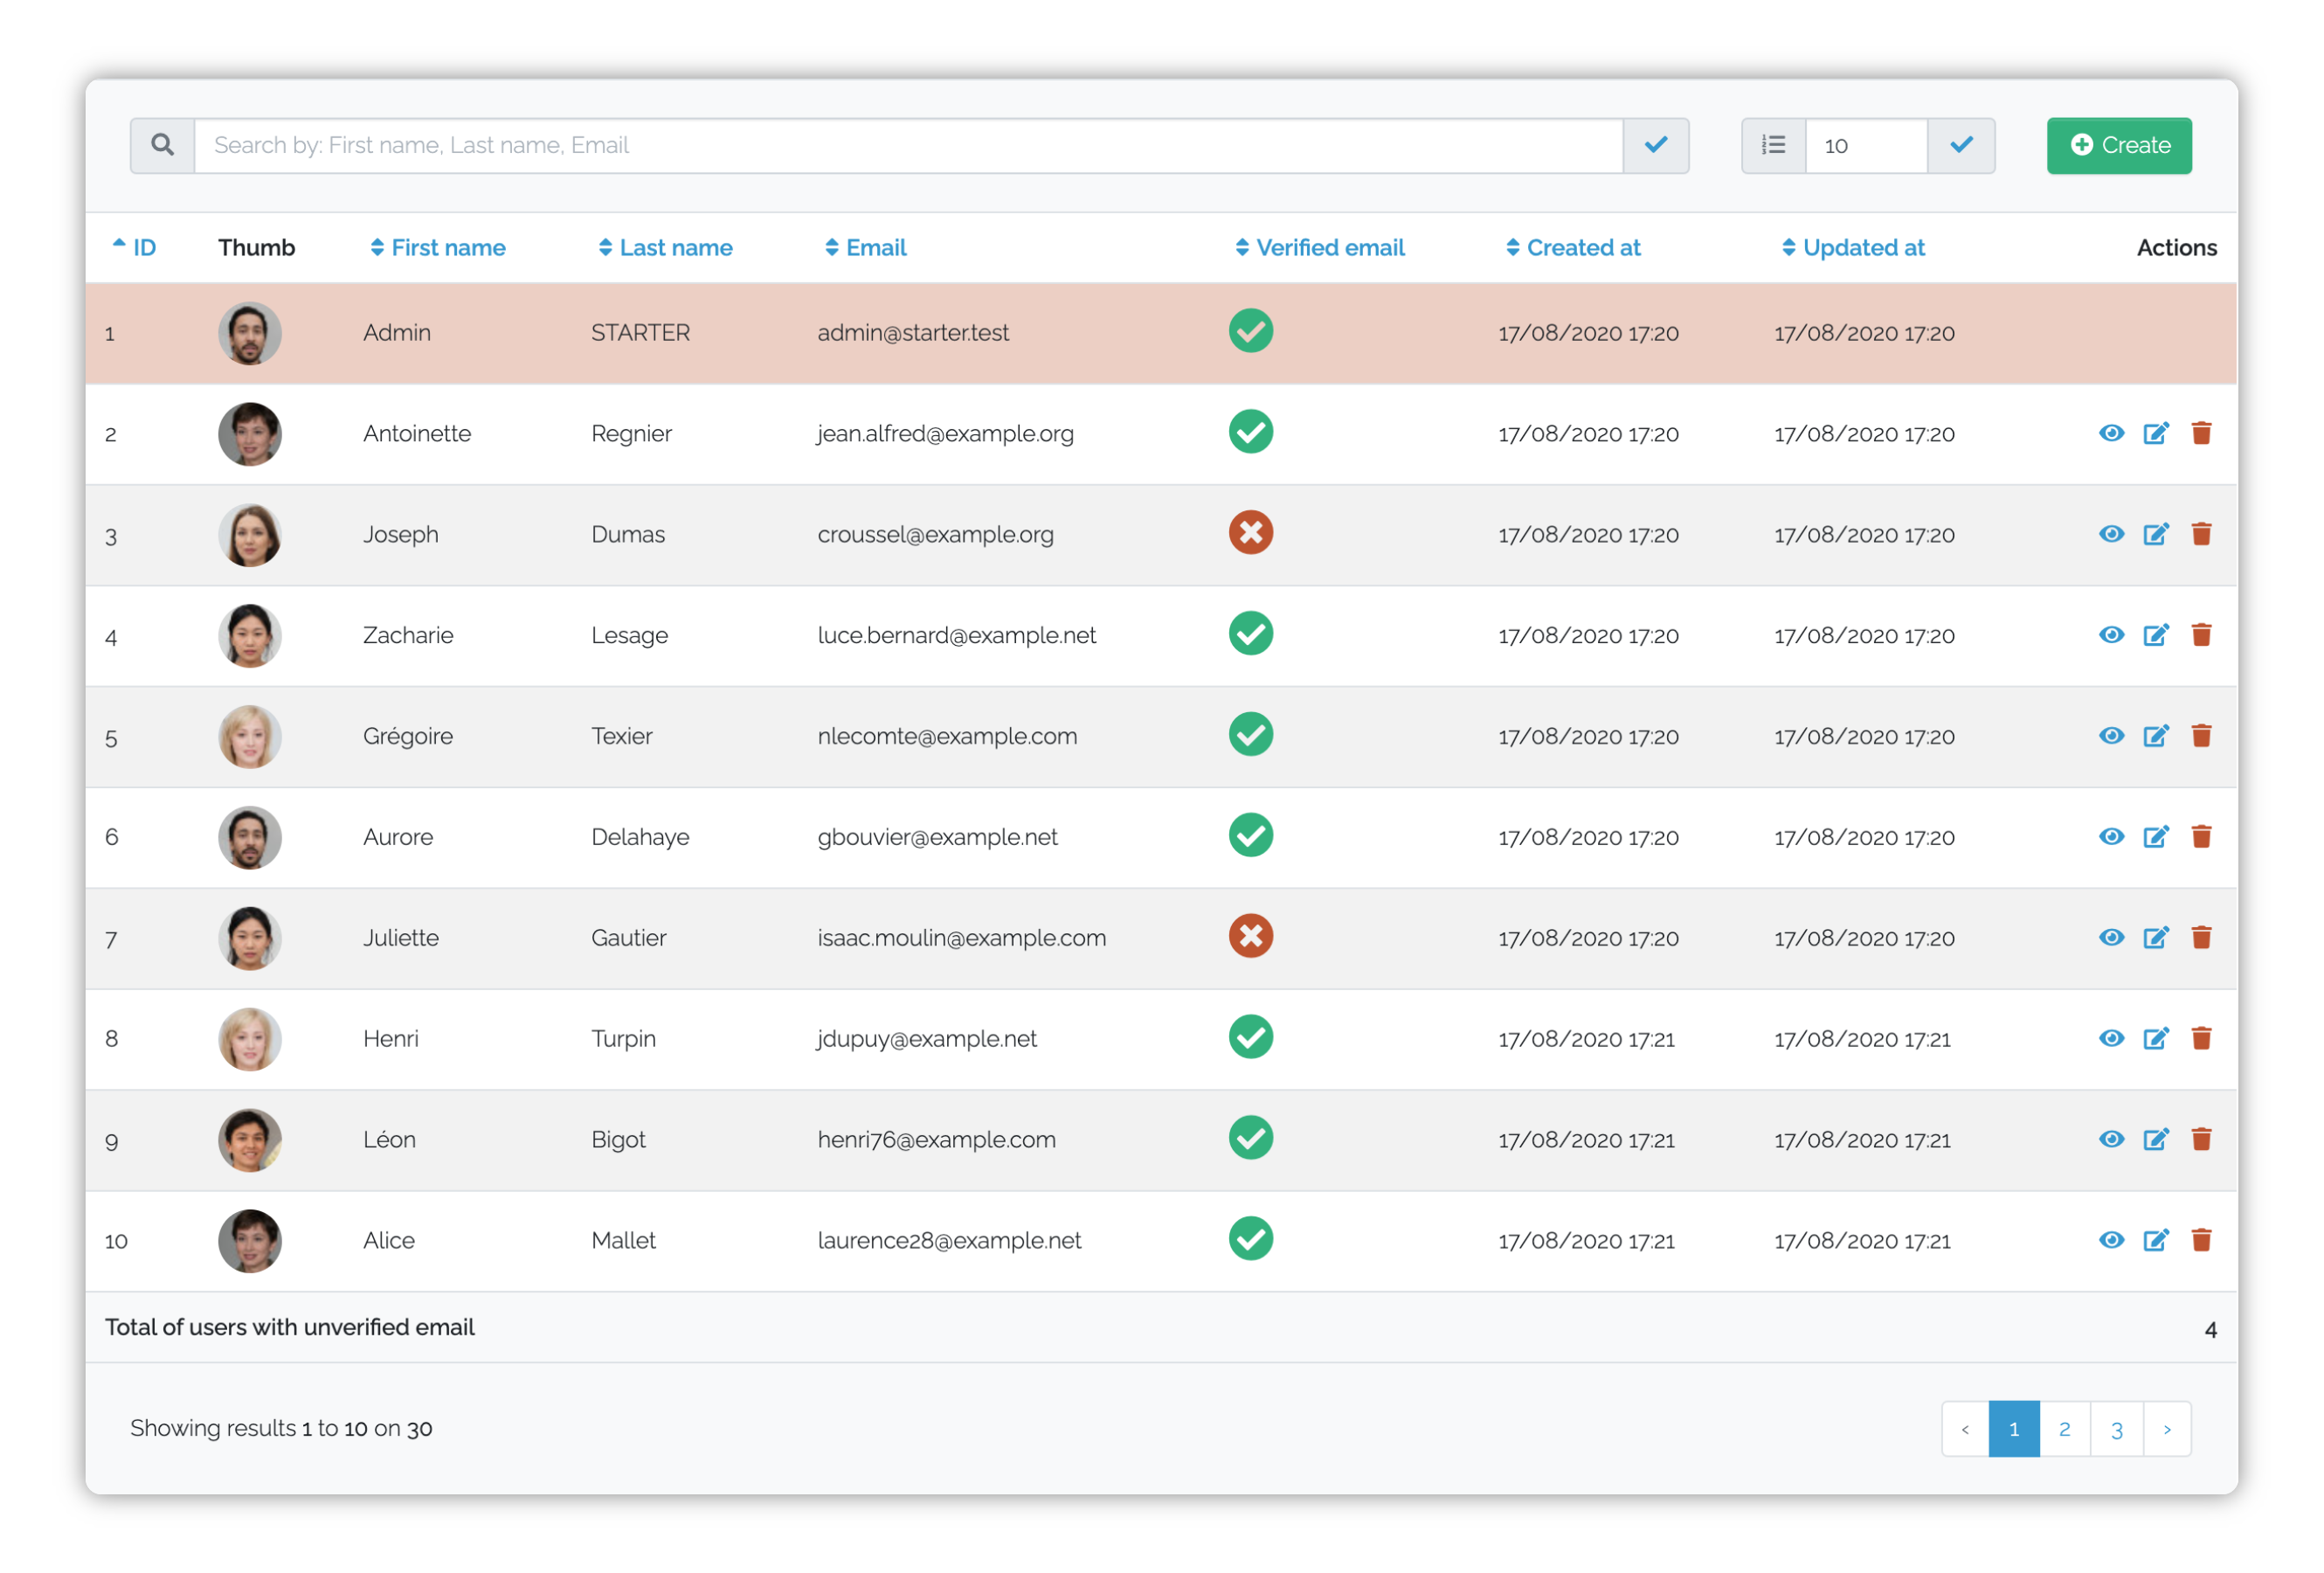 Search by: First name, Last name, Email 10 Create
ID Thumb First name Last name Email Verified email Created at Updated at Actions
1 Admin STARTER admin@starter.test 17/08/2020 17:20 17/08/2020 17:20
2 Antoinette Regnier jean.alfred@example.org 17/08/2020 17:20 17/08/2020 17:20
3 Joseph Dumas croussel@example.org 17/08/2020 17:20 17/08/2020 17:20
4 Zacharie Lesage luce.bernard@example.net 17/08/2020 17:20 17/08/2020 17:20
5 Grégoire Texier nlecomte@example.com 17/08/2020 17:20 17/08/2020 17:20
6 Aurore Delahaye gbouvier@example.net 17/08/2020 17:20 17/08/2020 17:20
7 Juliette Gautier isaac.moulin@example.com 17/08/2020 17:20 17/08/2020 17:20
8 Henri Turpin jdupuy@example.net 17/08/2020 17:21 17/08/2020 17:21
9 Léon Bigot henri76@example.com 17/08/2020 17:21 17/08/2020 17:21
10 Alice Mallet laurence28@example.net 17/08/2020 17:21 17/08/2020 17:21
Total of users with unverified email 4
Showing results 1 to 10 on 30 ‹ 1 2 3 ›